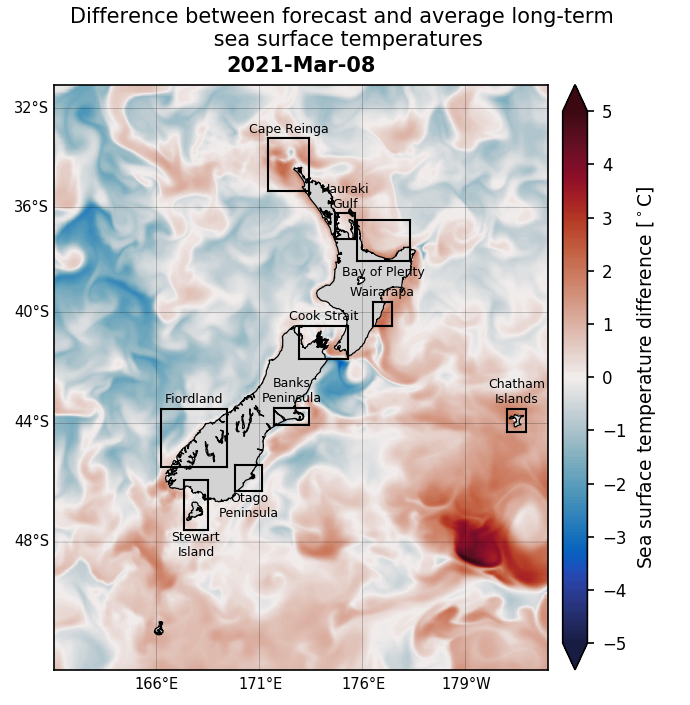 Difference between forecast and average long-term
sea surface temperatures
2021-Mar-08
32°S
36°S
40°S
44°S
48°S
Cape Reinga
Hauraki
Gulf
Bay of Plenty
Wairarapa
Cook Strait
Banks
Peninsula
Fiordland
Chatham
Islands
Otago
Peninsula
Stewart
Island
166°E
171°E
176°E
179°W
5
4
3
2
1
0
−1
−2
−3
−4
−5
Sea surface temperature difference [°C]